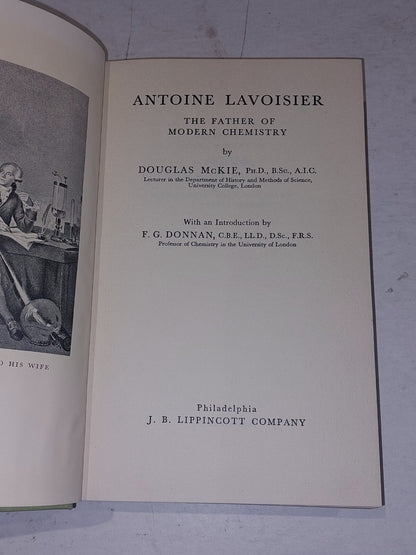 ANTOINE LAVOISIER
THE FATHER OF
MODERN CHEMISTRY
by
DOUGLAS McKIE, Ph.D., B.Sc., A.I.C.
Lecturer in the Department of History and Methods of Science,
University College, London
With an Introduction by
F. G. DONNAN, C.B.E., LL.D., D.Sc., F.R.S.
Professor of Chemistry in the University of London
Philadelphia
J. B. LIPPINCOTT COMPANY
HIS WIFE